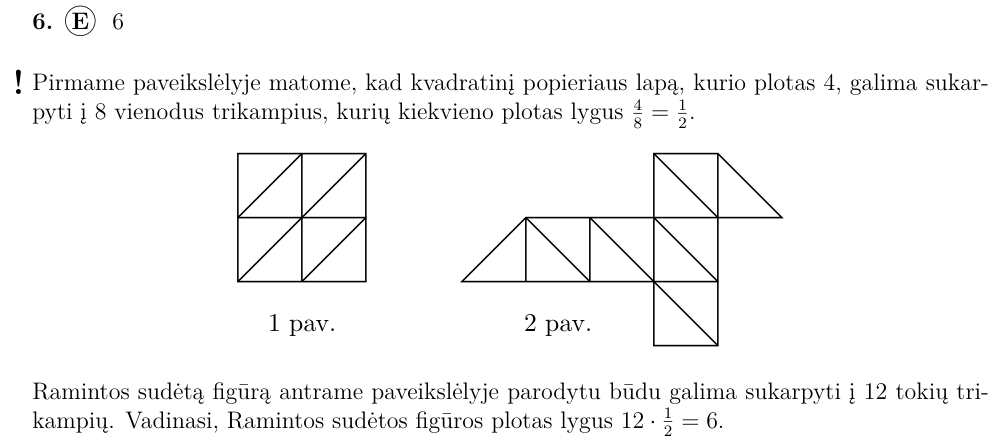 6. Ⓔ 6
! Pirmame paveikslėlyje matome, kad kvadratinį popieriaus lapą, kurio plotas 4, galima sukar-
pyti į 8 vienodus trikampius, kurių kiekvieno plotas lygus 4/8 = 1/2.
1 pav. 2 pav.
Ramintos sudėtą figūrą antrame paveikslėlyje parodytu būdu galima sukarpyti į 12 tokių tri-
kampių. Vadinasi, Ramintos sudėtos figūros plotas lygus 12 · 1/2 = 6.